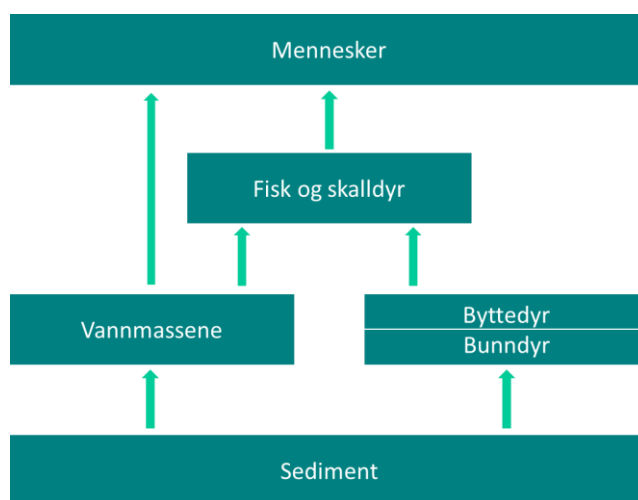 Mennesker
Fisk og skalldyr
Vannmassene
Byttedyr
Bunndyr
Sediment